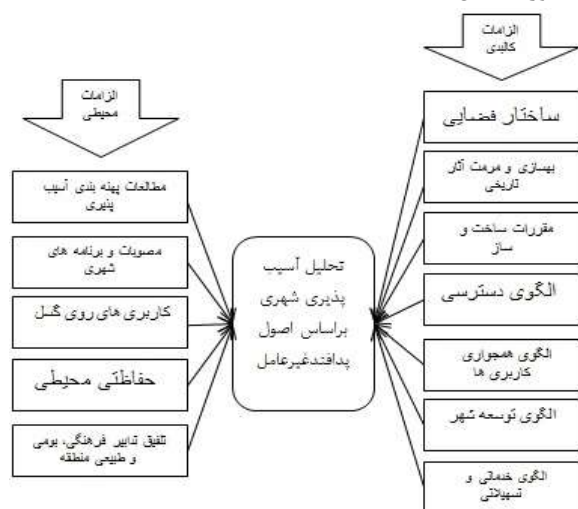 الزامات
کالبدی
ساختار فضایی
بهسازی و مرمت آثار
تاریخی
مقررات ساخت و
ساز
الگوی دسترسی
الگوی همجواری
کاربری ها
الگوی توسعه شهر
الگوی خدماتی و
تسهیلاتی
تحلیل آسیب
پذیری شهری
براساس اصول
پدافندغیرعامل
الزامات
محیطی
مطالعات پهنه بندی آسیب
پذیری
مصوبات و برنامه های
شهری
کاربری های روی گسل
حفاظتی محیطی
تلفیق تدابیر فرهنگی، بومی
و طبیعی منطقه